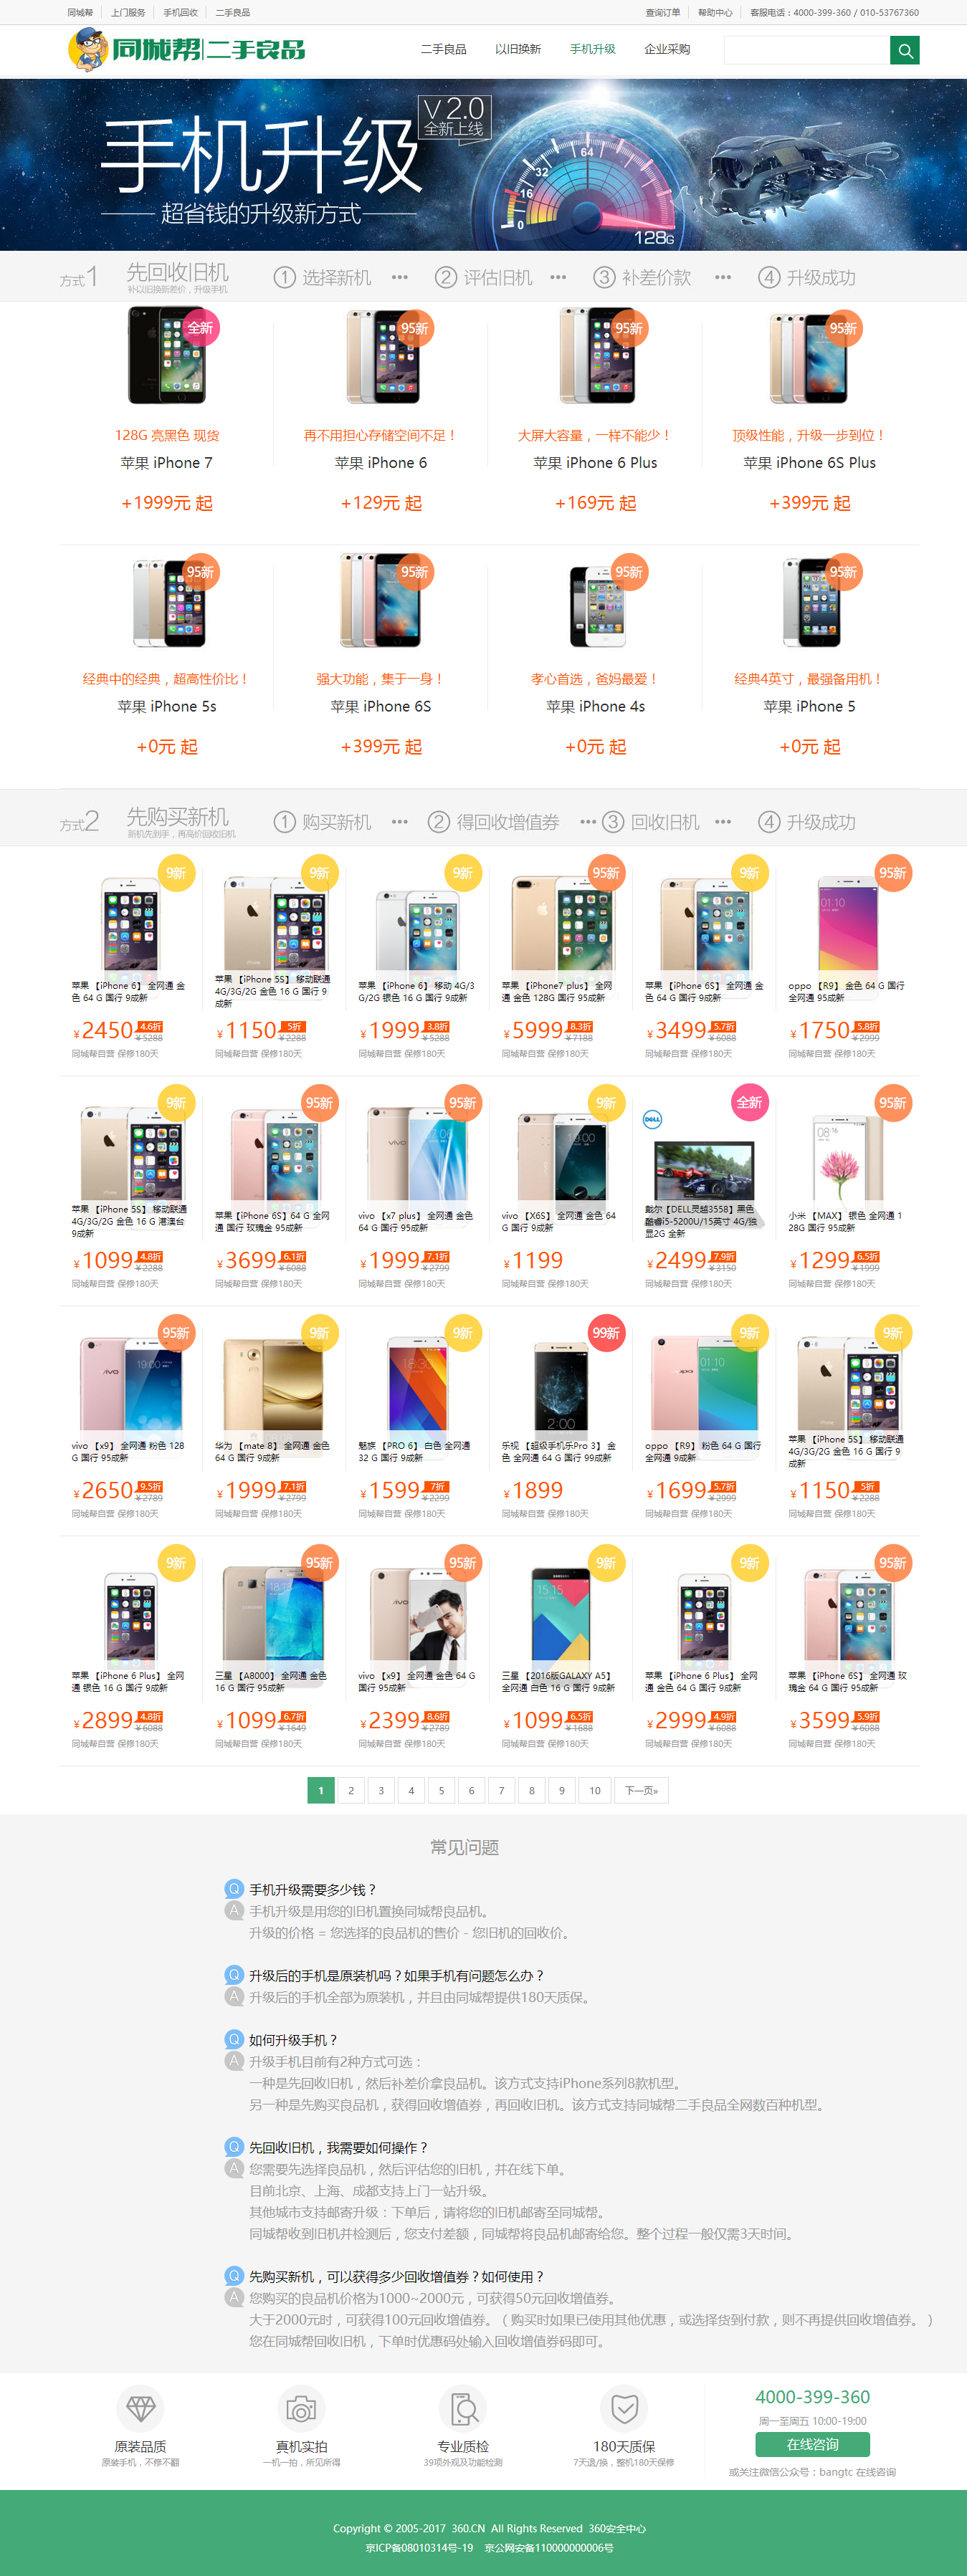 同城帮 上门服务 手机回收 二手良品 查询订单 帮助中心 客服电话：4000-399-360 / 010-53767360
同城帮 二手良品 二手良品 以旧换新 手机升级 企业采购
手机升级 V 2.0 全新上线
超省钱的升级新方式
0 16 32 64 128G
方式1 先回收旧机 ① 选择新机 ••• ② 评估旧机 ••• ③ 补差价款 ••• ④ 升级成功
补以旧换新差价，升级手机
全新 95新 95新 95新
128G 亮黑色 现货 再不用担心存储空间不足！ 大屏大容量，一样不能少！ 顶级性能，升级一步到位！
苹果 iPhone 7 苹果 iPhone 6 苹果 iPhone 6 Plus 苹果 iPhone 6S Plus
+1999元 起 +129元 起 +169元 起 +399元 起
95新 95新 95新 95新
经典中的经典，超高性价比！ 强大功能，集于一身！ 孝心首选，爸妈最爱！ 经典4英寸，最强备用机！
苹果 iPhone 5s 苹果 iPhone 6S 苹果 iPhone 4s 苹果 iPhone 5
+0元 起 +399元 起 +0元 起 +0元 起
方式2 先购买新机 ① 购买新机 ••• ② 得回收增值券 ••• ③ 回收旧机 ••• ④ 升级成功
新机先到手，再高价回收旧机
9新 9新 9新 95新 9新 95新
苹果 【iPhone 6】 全网通 金色 64 G 国行 9成新
苹果 【iPhone 5S】 移动联通4G/3G/2G 金色 16 G 国行 9成新
苹果 【iPhone 6】 移动 4G/3G/2G 银色 16 G 国行 9成新
苹果 【iPhone7 plus】 全网通 金色 128G 国行 95成新
苹果 【iPhone 6S】 全网通 金色 64 G 国行 9成新
oppo 【R9】 金色 64 G 国行 全网通 95成新
￥2450 4.6折 ￥5288 ￥1150 5折 ￥2288 ￥1999 3.8折 ￥5288 ￥5999 8.3折 ￥7188 ￥3499 5.7折 ￥6088 ￥1750 5.8折 ￥2999
同城帮自营 保修180天 同城帮自营 保修180天 同城帮自营 保修180天 同城帮自营 保修180天 同城帮自营 保修180天 同城帮自营 保修180天
9新 95新 95新 9新 全新 95新
苹果 【iPhone 5S】 移动联通4G/3G/2G 金色 16 G 港澳台 9成新
苹果【iPhone 6S】64 G 全网通 国行 玫瑰金 95成新
vivo 【x7 plus】 全网通 金色 64 G 国行 95成新
vivo 【X6S】 全网通 金色 64 G 国行 9成新
DELL
戴尔【DELL灵越3558】黑色 酷睿i5-5200U/15英寸 4G/独显2G 全新
小米 【MAX】 银色 全网通 128G 国行 95成新
￥1099 4.8折 ￥2288 ￥3699 6.1折 ￥6088 ￥1999 7.1折 ￥2799 ￥1199 ￥2499 7.9折 ￥3150 ￥1299 6.5折 ￥1999
同城帮自营 保修180天 同城帮自营 保修180天 同城帮自营 保修180天 同城帮自营 保修180天 同城帮自营 保修180天 同城帮自营 保修180天
95新 9新 9新 99新 9新 9新
vivo 【x9】 全网通 粉色 128 G 国行 95成新
华为 【mate 8】 全网通 金色 64 G 国行 9成新
魅族 【PRO 6】 白色 全网通 32 G 国行 9成新
乐视 【超级手机乐Pro 3】 金色 全网通 64 G 国行 99成新
oppo 【R9】 粉色 64 G 国行 全网通 9成新
苹果 【iPhone 5S】 移动联通4G/3G/2G 金色 16 G 国行 9成新
￥2650 9.5折 ￥2789 ￥1999 7.1折 ￥2799 ￥1599 7折 ￥2299 ￥1899 ￥1699 5.7折 ￥2999 ￥1150 5折 ￥2288
同城帮自营 保修180天 同城帮自营 保修180天 同城帮自营 保修180天 同城帮自营 保修180天 同城帮自营 保修180天 同城帮自营 保修180天
9新 95新 95新 9新 9新 95新
苹果 【iPhone 6 Plus】 全网通 银色 16 G 国行 9成新
三星 【A8000】 全网通 金色 16 G 国行 95成新
vivo 【x9】 全网通 金色 64 G 国行 95成新
三星 【2016版GALAXY A5】 全网通 白色 16 G 国行 9成新
苹果 【iPhone 6 Plus】 全网通 金色 64 G 国行 9成新
苹果 【iPhone 6S】 全网通 玫瑰金 64 G 国行 95成新
￥2899 4.8折 ￥6088 ￥1099 6.7折 ￥1649 ￥2399 8.6折 ￥2789 ￥1099 6.5折 ￥1688 ￥2999 4.9折 ￥6088 ￥3599 5.9折 ￥6088
同城帮自营 保修180天 同城帮自营 保修180天 同城帮自营 保修180天 同城帮自营 保修180天 同城帮自营 保修180天 同城帮自营 保修180天
1 2 3 4 5 6 7 8 9 10 下一页»
常见问题
Q 手机升级需要多少钱？
A 手机升级是用您的旧机置换同城帮良品机。
升级的价格 = 您选择的良品机的售价 - 您旧机的回收价。
Q 升级后的手机是原装机吗？如果手机有问题怎么办？
A 升级后的手机全部为原装机，并且由同城帮提供180天质保。
Q 如何升级手机？
A 升级手机目前有2种方式可选：
一种是先回收旧机，然后补差价拿良品机。该方式支持iPhone系列8款机型。
另一种是先购买良品机，获得回收增值券，再回收旧机。该方式支持同城帮二手良品全网数百种机型。
Q 先回收旧机，我需要如何操作？
A 您需要先选择良品机，然后评估您的旧机，并在线下单。
目前北京、上海、成都支持上门一站升级。
其他城市支持邮寄升级：下单后，请将您的旧机邮寄至同城帮。
同城帮收到旧机并检测后，您支付差额，同城帮将良品机邮寄给您。整个过程一般仅需3天时间。
Q 先购买新机，可以获得多少回收增值券？如何使用？
A 您购买的良品机价格为1000~2000元，可获得50元回收增值券。
大于2000元时，可获得100元回收增值券。（ 购买时如果已使用其他优惠，或选择货到付款，则不再提供回收增值券。 ）
您在同城帮回收旧机，下单时优惠码处输入回收增值券码即可。
原装品质 真机实拍 专业质检 180天质保 4000-399-360
原装手机，不修不翻 一机一拍，所见所得 39项外观及功能检测 7天退/换，整机180天保修 周一至周五 10:00-19:00
在线咨询
或关注微信公众号：bangtc 在线咨询
Copyright © 2005-2017 360.CN All Rights Reserved 360安全中心
京ICP备08010314号-19 京公网安备110000000006号